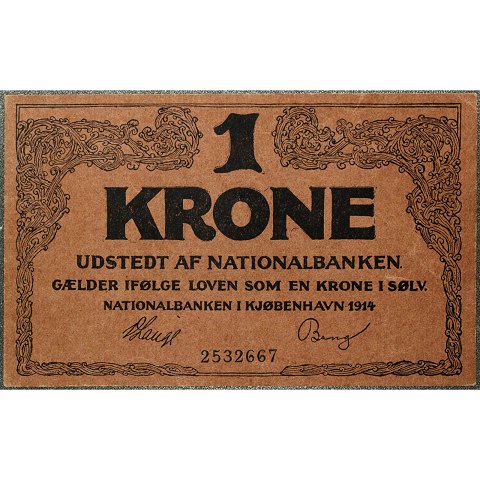 1
KRONE
UDSTEDT AF NATIONALBANKEN.
GÆLDER IFØLGE LOVEN SOM EN KRONE I SØLV.
NATIONALBANKEN I KJØBENHAVN 1914
2532667